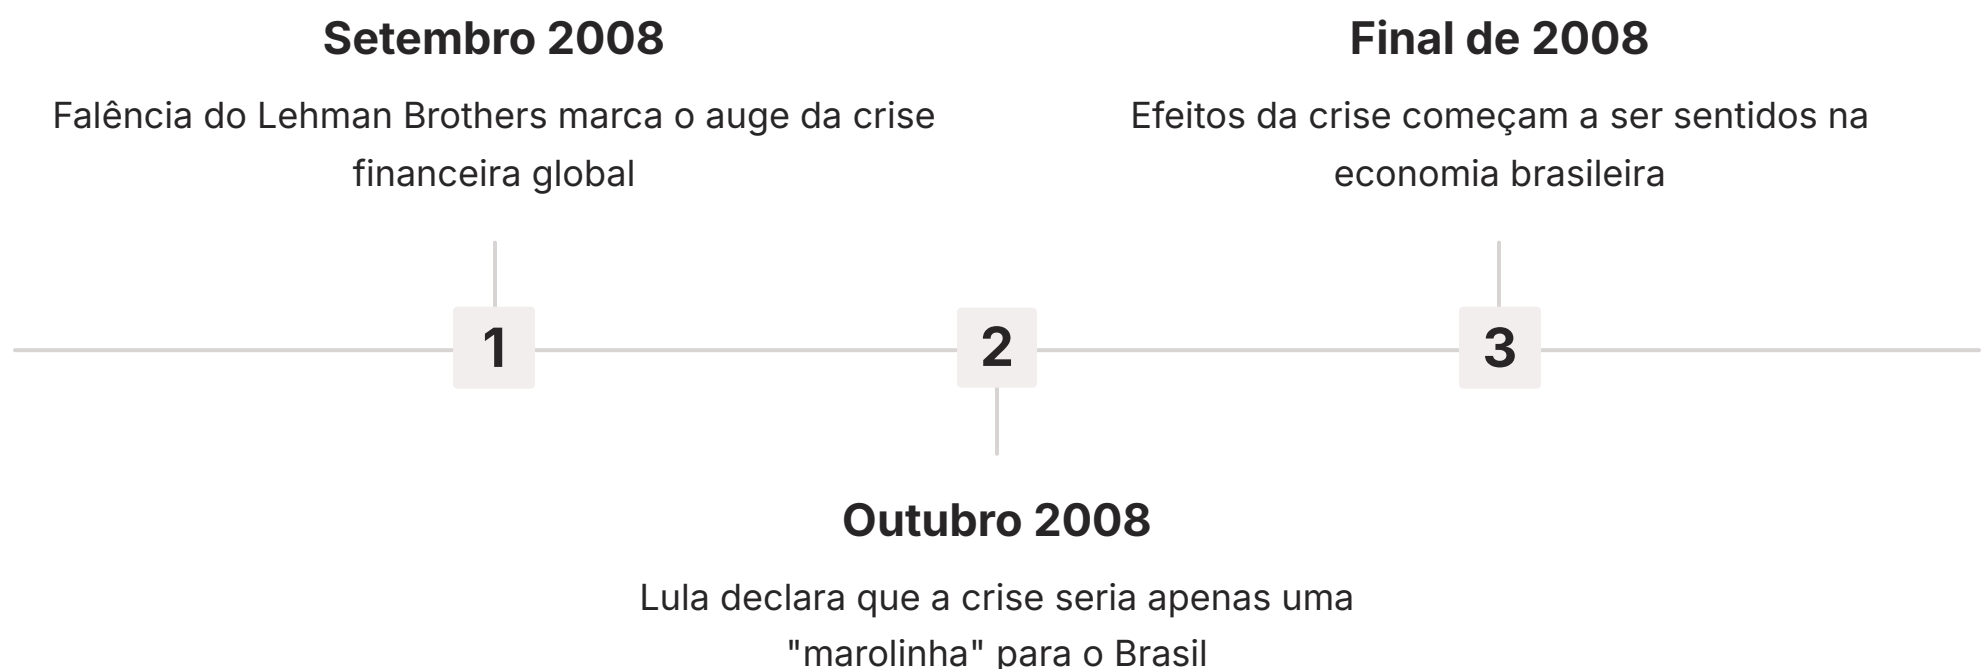 Setembro 2008
Falência do Lehman Brothers marca o auge da crise
financeira global
Final de 2008
Efeitos da crise começam a ser sentidos na
economia brasileira
1
2
3
Outubro 2008
Lula declara que a crise seria apenas uma
"marolinha" para o Brasil